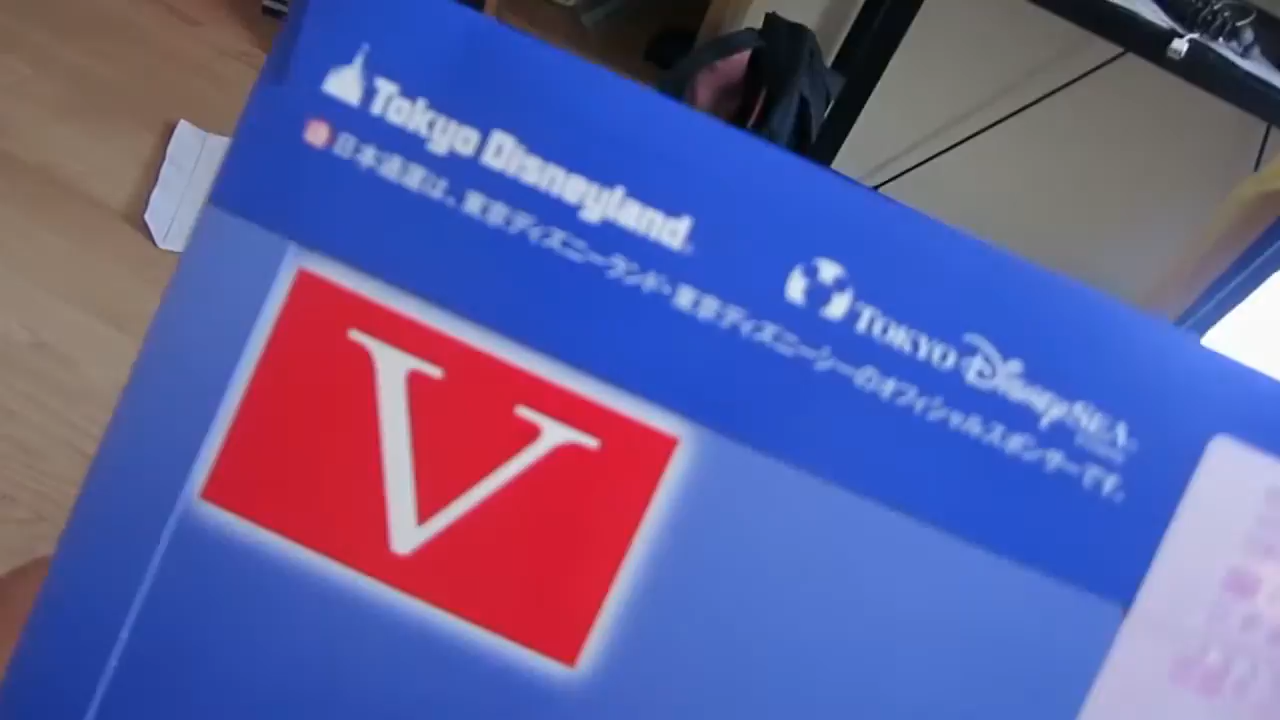 Tokyo Disneyland
TOKYO DisneySEA
日本通運は、東京ディズニーランド・東京ディズニーシーのオフィシャルスポンサーです。
V